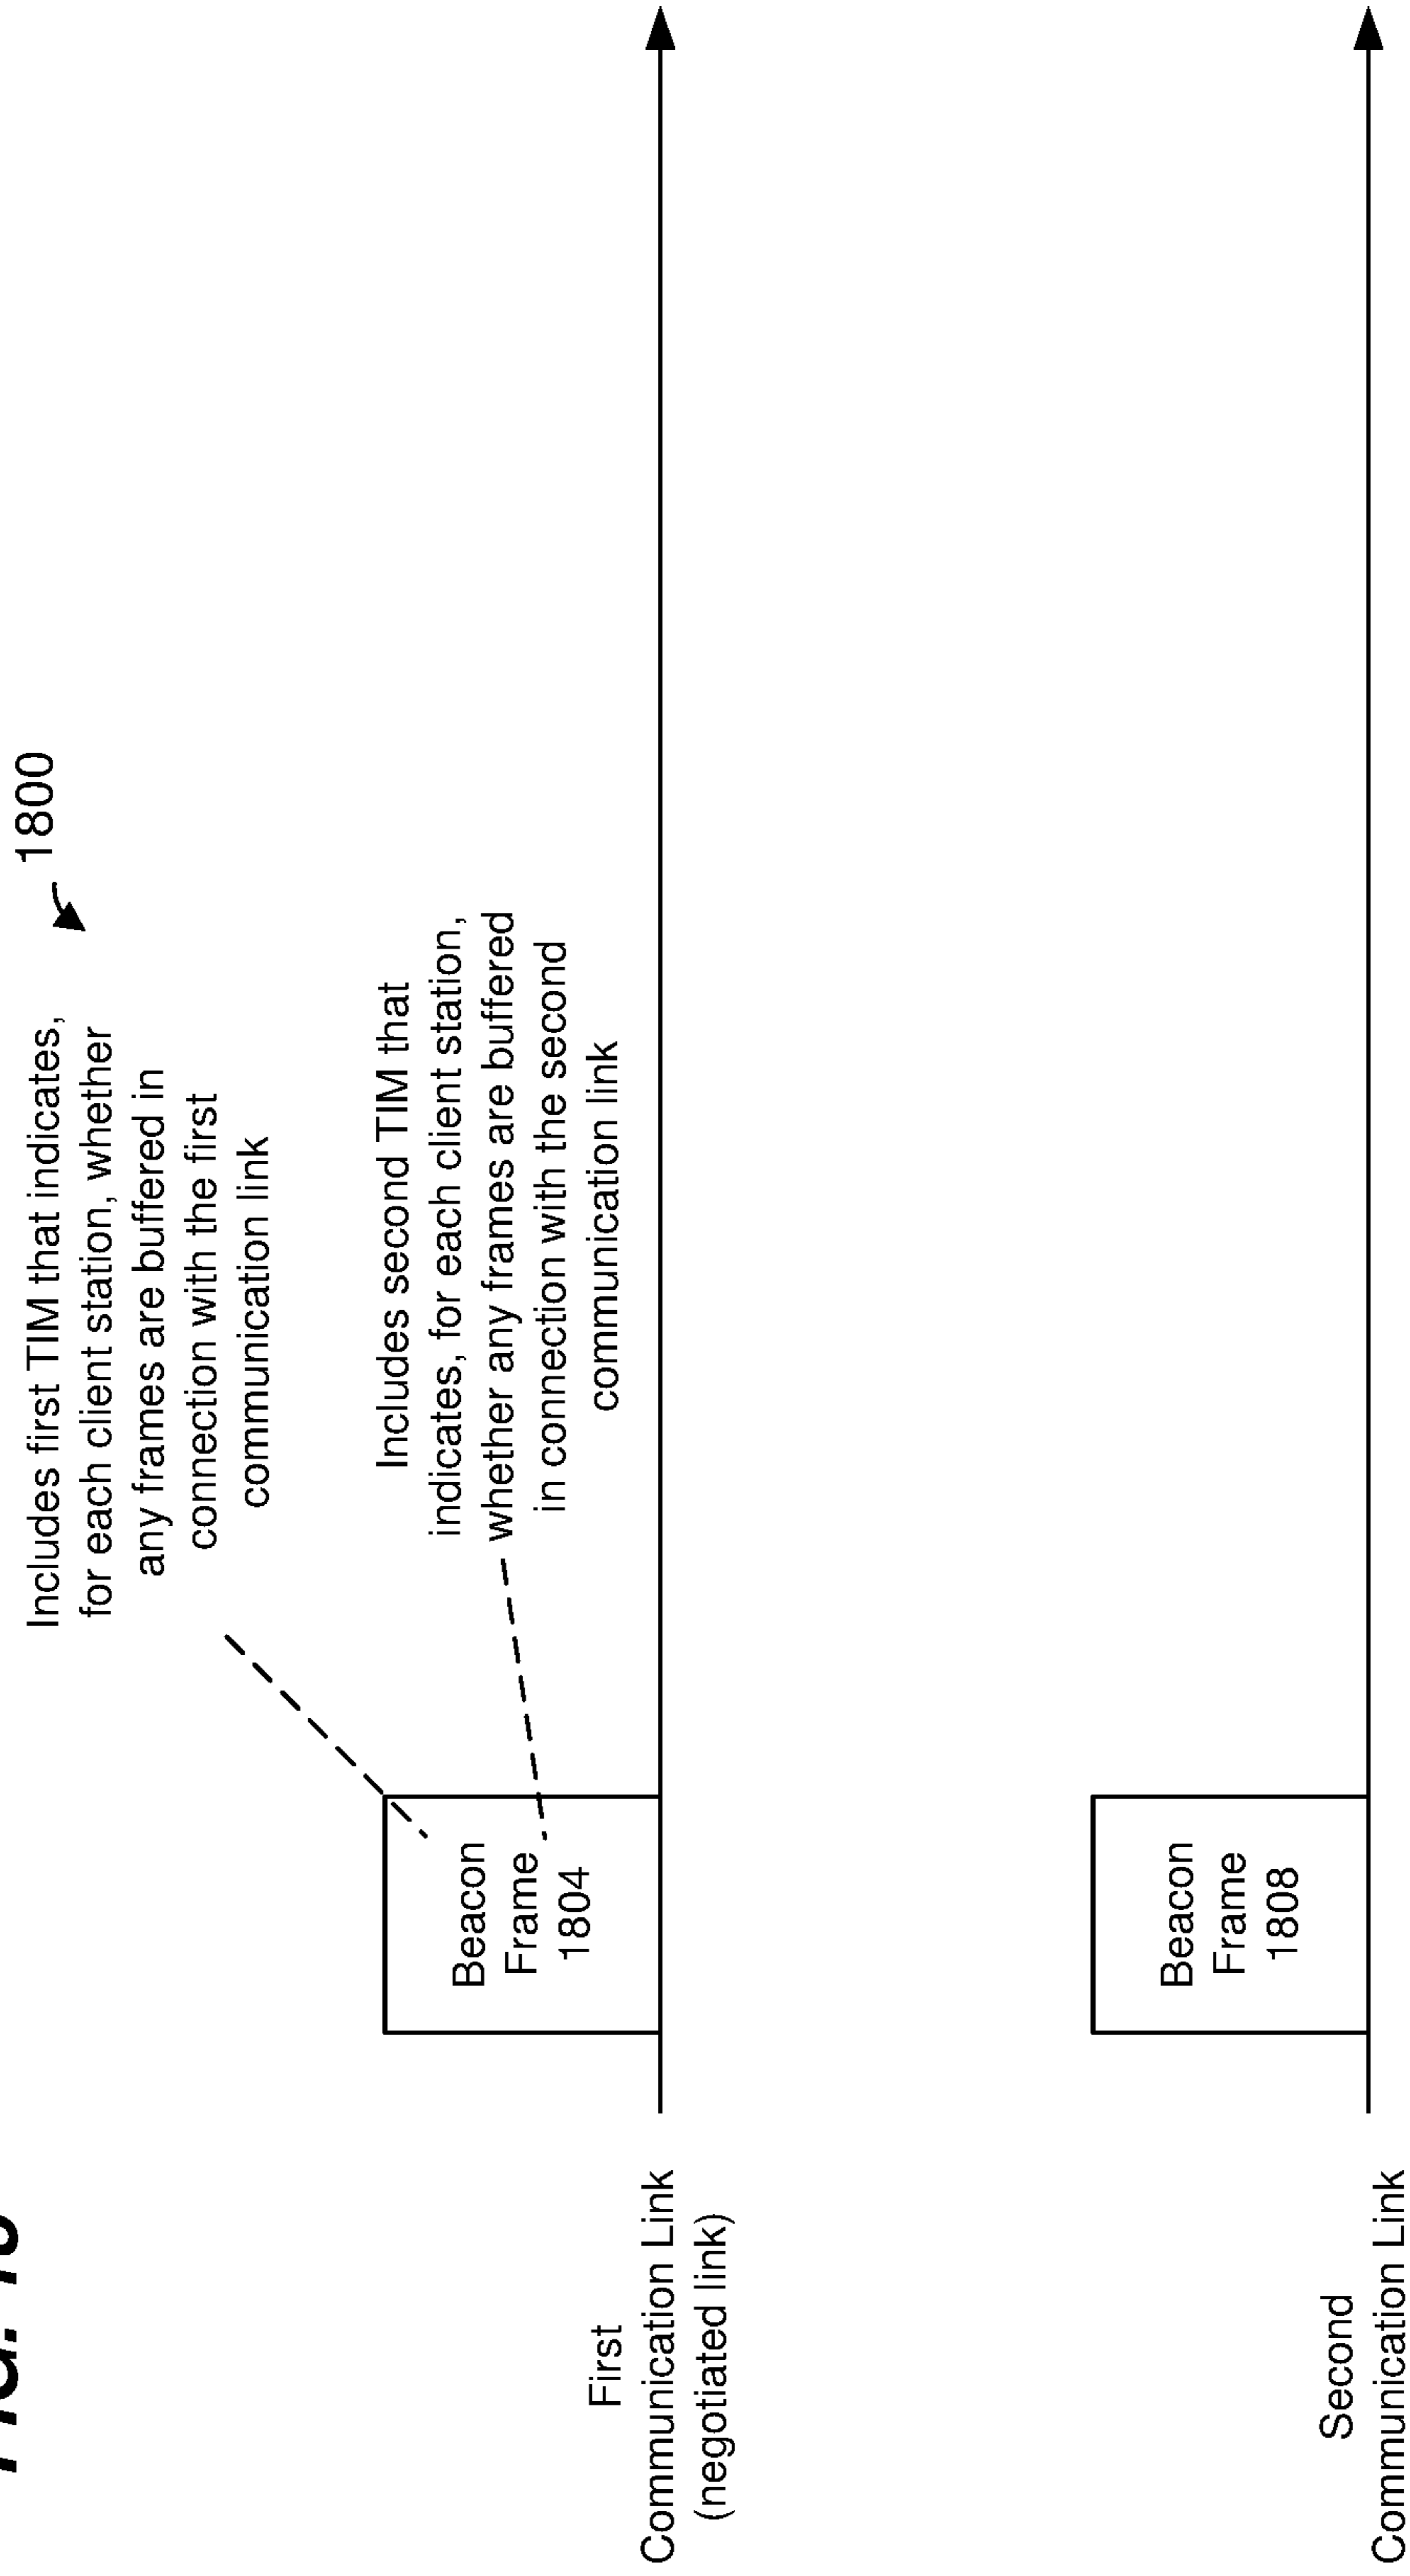 1800
Includes first TIM that indicates,
for each client station, whether
any frames are buffered in
connection with the first
communication link
Includes second TIM that
indicates, for each client station,
whether any frames are buffered
in connection with the second
communication link
Beacon
Frame
1804
First
Communication Link
(negotiated link)
Beacon
Frame
1808
Second
Communication Link